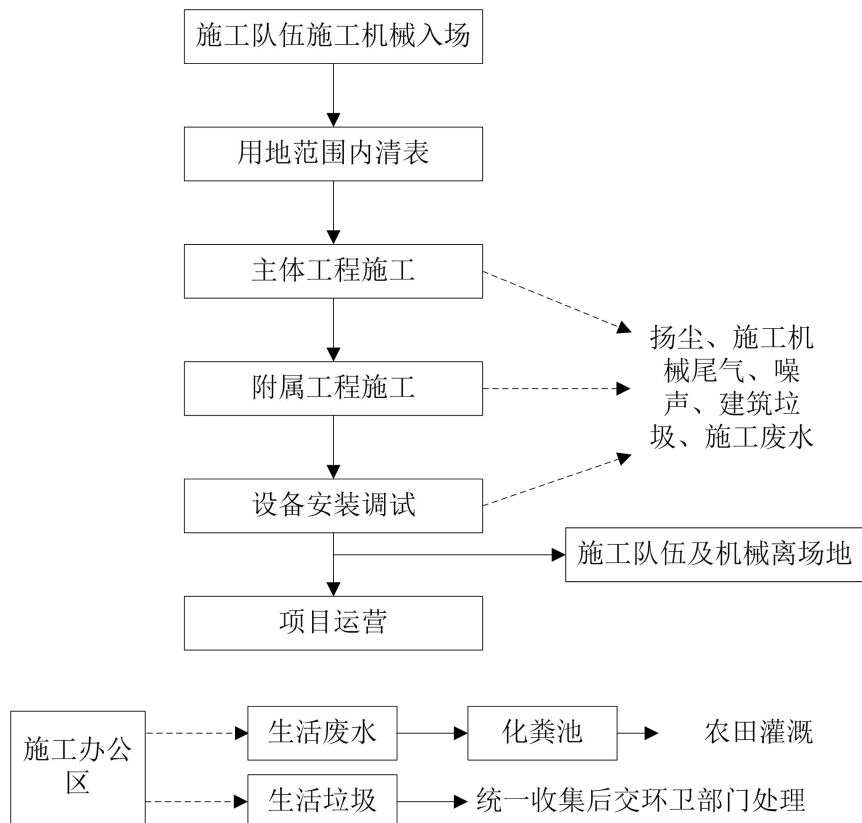 施工队伍施工机械入场
用地范围内清表
主体工程施工
附属工程施工
扬尘、施工机
械尾气、噪
声、建筑垃
圾、施工废水
设备安装调试
施工队伍及机械离场地
项目运营
施工办公
区
生活废水
化粪池
农田灌溉
生活垃圾
统一收集后交环卫部门处理